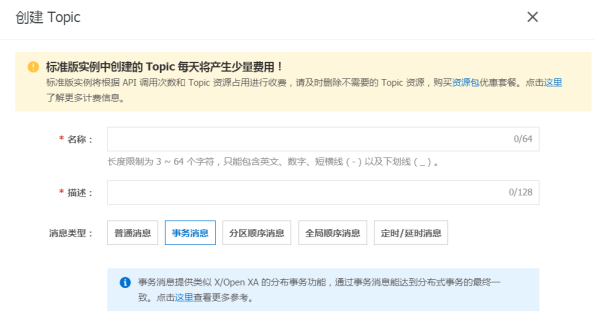 创建 Topic
标准版实例中创建的 Topic 每天将产生少量费用！
标准版实例将根据 API 调用次数和 Topic 资源占用进行收费，请及时删除不需要的 Topic 资源，购买资源包优惠套餐。点击这里
了解更多计费信息。
* 名称： 0/64
长度限制为 3 ~ 64 个字符，只能包含英文、数字、短横线 ( - ) 以及下划线 ( _ ) 。
* 描述： 0/128
消息类型： 普通消息 事务消息 分区顺序消息 全局顺序消息 定时/延时消息
事务消息提供类似 X/Open XA 的分布事务功能，通过事务消息能达到分布式事务的最终一
致。点击这里查看更多参考。